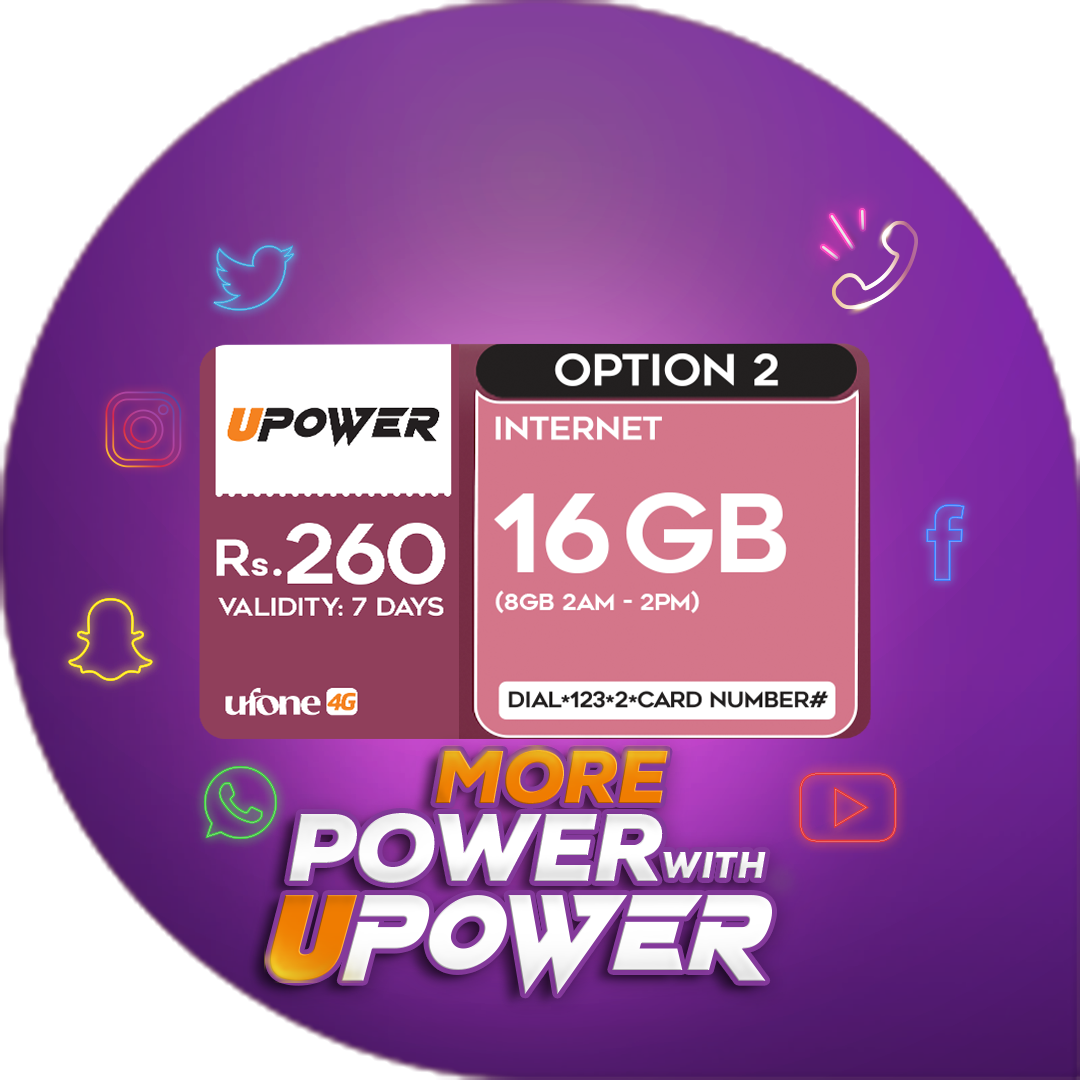 UPOWER
Rs.260
VALIDITY: 7 DAYS
ufone 4G
OPTION 2
INTERNET
16 GB
(8GB 2AM - 2PM)
DIAL*123*2*CARD NUMBER#
MORE
POWER WITH
UPOWER